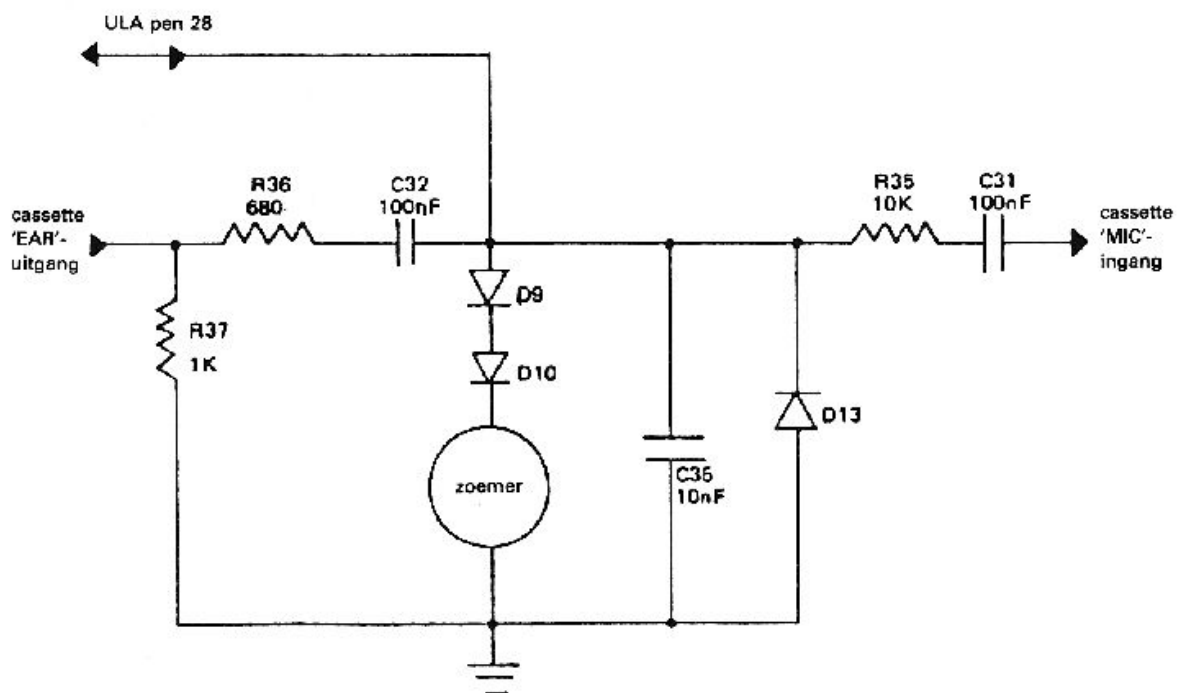 ULA pen 28
cassette
'EAR'-
uitgang
R36
680
C32
100nF
R35
10K
C31
100nF
cassette
'MIC'-
ingang
R37
1K
D9
D10
zoemer
C35
10nF
D13